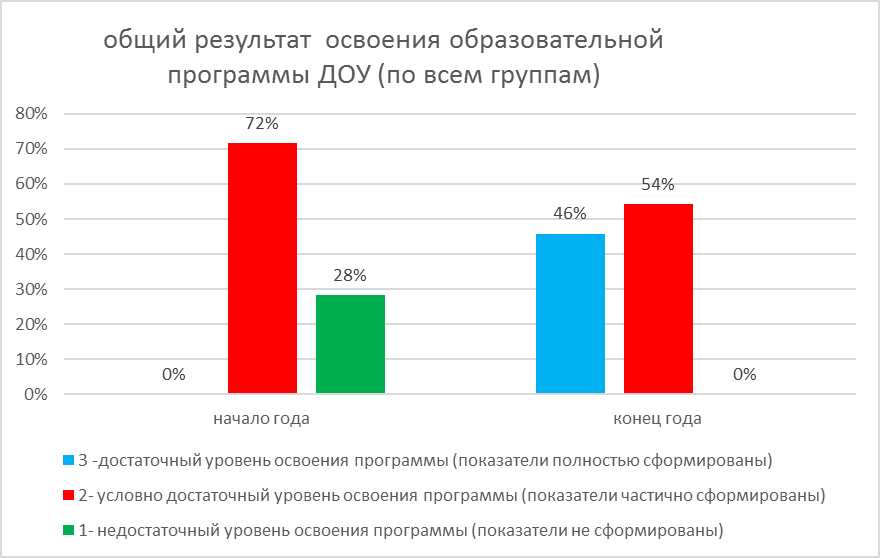 общий результат освоения образовательной
программы ДОУ (по всем группам)
80%
70%
60%
50%
40%
30%
20%
10%
0%
0%
72%
28%
46%
54%
0%
начало года
конец года
3 -достаточный уровень освоения программы (показатели полностью сформированы)
2- условно достаточный уровень освоения программы (показатели частично сформированы)
1- недостаточный уровень освоения программы (показатели не сформированы)